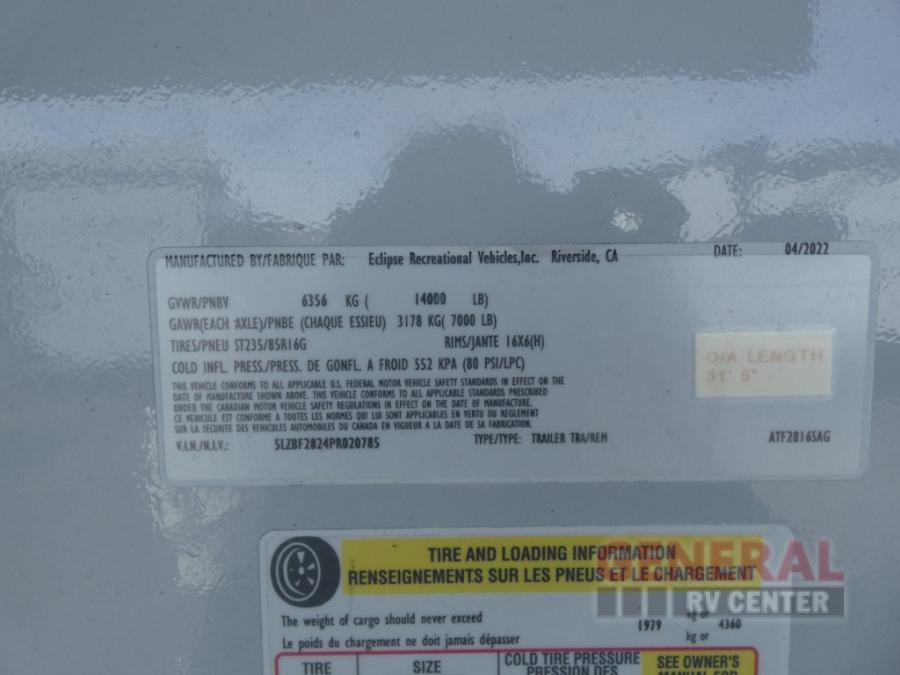 MANUFACTURED BY/FABRIQUE PAR: Eclipse Recreational Vehicles,Inc. Riverside, CA DATE: 04/2022
GVWR/PNBV 6356 KG ( 14000 LB)
GAWR(EACH AXLE)/PNBE (CHAQUE ESSIEU) 3178 KG( 7000 LB)
TIRES/PNEU ST235/85R16G RIMS/JANTE 16X6(H)
COLD INFL. PRESS./PRESS. DE GONFL. A FROID 552 KPA (80 PSI/LPC)
O/A LENGTH
31' 5"
THIS VEHICLE CONFORMS TO ALL APPLICABLE U.S. FEDERAL MOTOR VEHICLE SAFETY STANDARDS IN EFFECT ON THE
DATE OF MANUFACTURE SHOWN ABOVE. THIS VEHICLE CONFORMS TO ALL APPLICABLE STANDARDS PRESCRIBED
UNDER THE CANADIAN MOTOR VEHICLE SAFETY REGULATIONS IN EFFECT ON THE DATE OF MANUFACTURE.
CE VEHICULE EST CONFORME A TOUTES LES NORMES QUI LUI SONT APPLICABLES EN VERTU DU REGLEMENT
SUR LA SECURITE DES VEHICULES AUTOMOBILES DU CANADA EN VIGUEUR A LA DATE DE SA FABRICATION.
V.I.N./N.I.V.: 5LZBF2824PR020785 TYPE/TYPE: TRAILER TRA/REM ATF2816SAG
TIRE AND LOADING INFORMATION
RENSEIGNEMENTS SUR LES PNEUS ET LE CHARGEMENT
GENERAL
RV CENTER
The weight of cargo should never exceed kg or
1979 4360
Le poids du chargement ne doit jamais dépasser kg or
TIRE SIZE COLD TIRE PRESSURE SEE OWNER'S
PRESSION DES MANUAL FOR